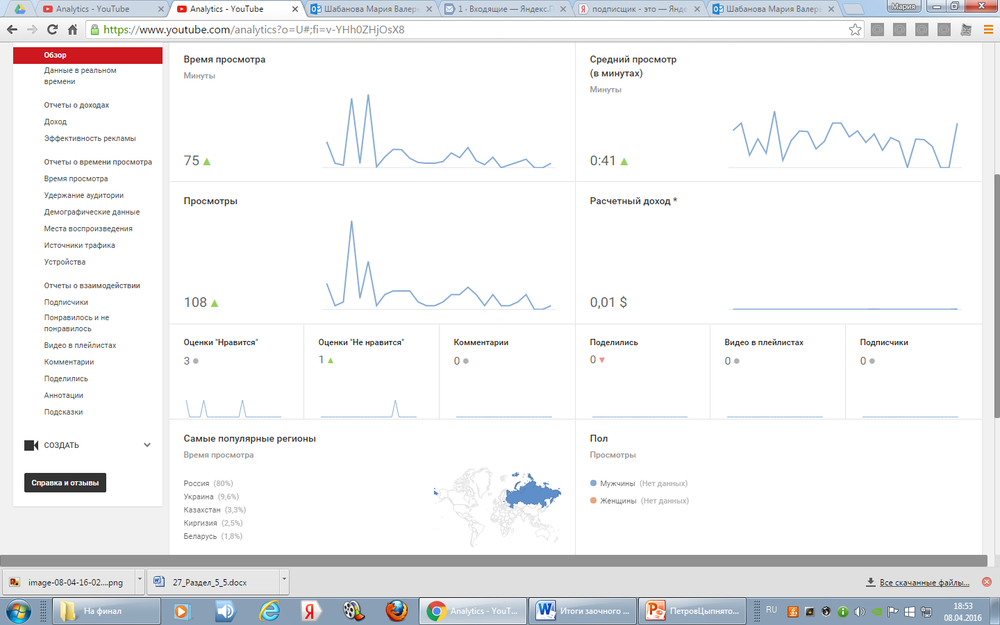 Analytics - YouTube
Analytics - YouTube
Шабанова Мария Валер
1 · Входящие — Яндекс.П
подписщик - это — Янде
Шабанова Мария Валер
Мария
https://www.youtube.com/analytics?o=U#;fi=v-YHh0ZHjOsX8
Обзор
Данные в реальном
времени
Отчеты о доходах
Доход
Эффективность рекламы
Отчеты о времени просмотра
Время просмотра
Удержание аудитории
Демографические данные
Места воспроизведения
Источники трафика
Устройства
Отчеты о взаимодействии
Подписчики
Понравилось и не
понравилось
Видео в плейлистах
Комментарии
Поделились
Аннотации
Подсказки
СОЗДАТЬ
Справка и отзывы
Время просмотра
Минуты
75
Средний просмотр
(в минутах)
Минуты
0:41
Просмотры
108
Расчетный доход *
0,01 $
Оценки "Нравится"
3
Оценки "Не нравится"
1
Комментарии
0
Поделились
0
Видео в плейлистах
0
Подписчики
0
Самые популярные регионы
Время просмотра
Россия (80%)
Украина (9,6%)
Казахстан (3,3%)
Киргизия (2,5%)
Беларусь (1,8%)
Пол
Просмотры
Мужчины (Нет данных)
Женщины (Нет данных)
image-08-04-16-02....png
27_Раздел_5_5.docx
Все скачанные файлы...
На финал
Analytics - YouT...
Итоги заочного ...
ПетровЦыпнято...
RU
18:53
08.04.2016